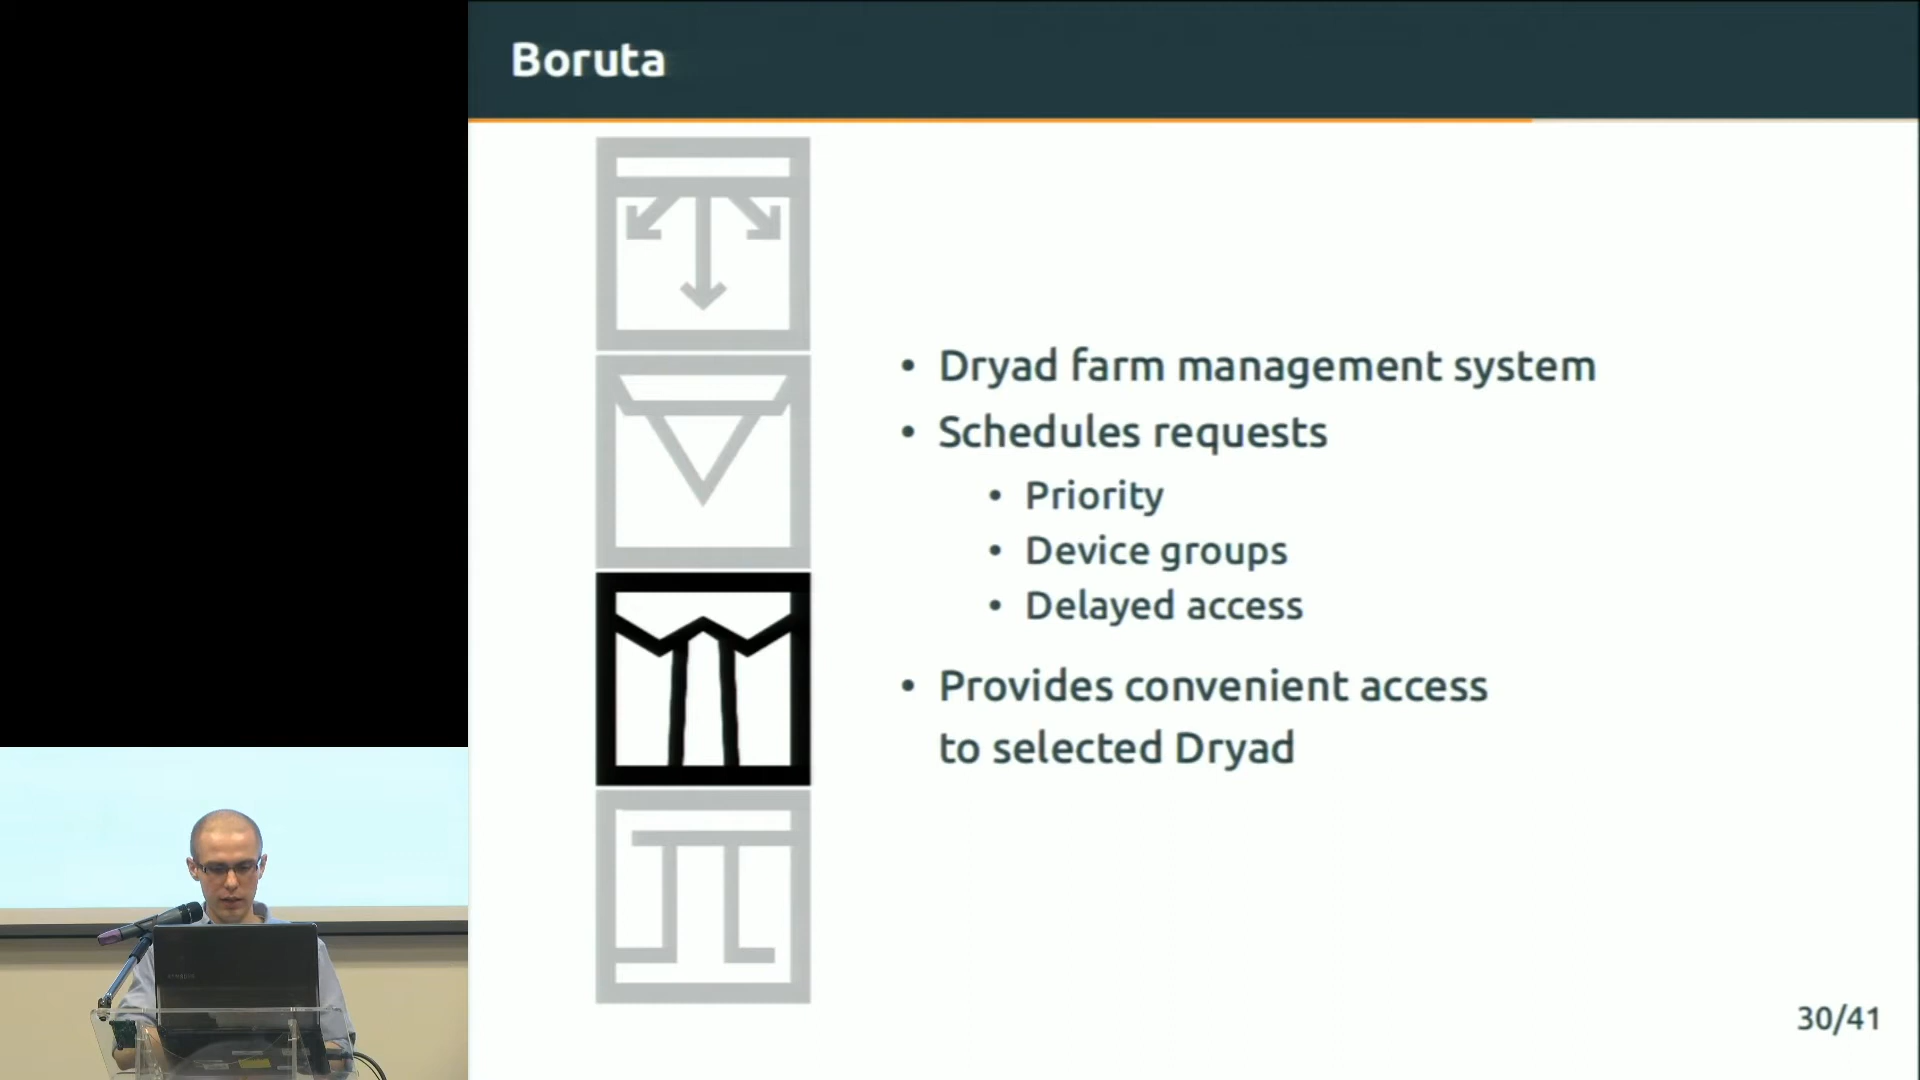 Boruta
• Dryad farm management system
• Schedules requests
• Priority
• Device groups
• Delayed access
• Provides convenient access
to selected Dryad
30/41